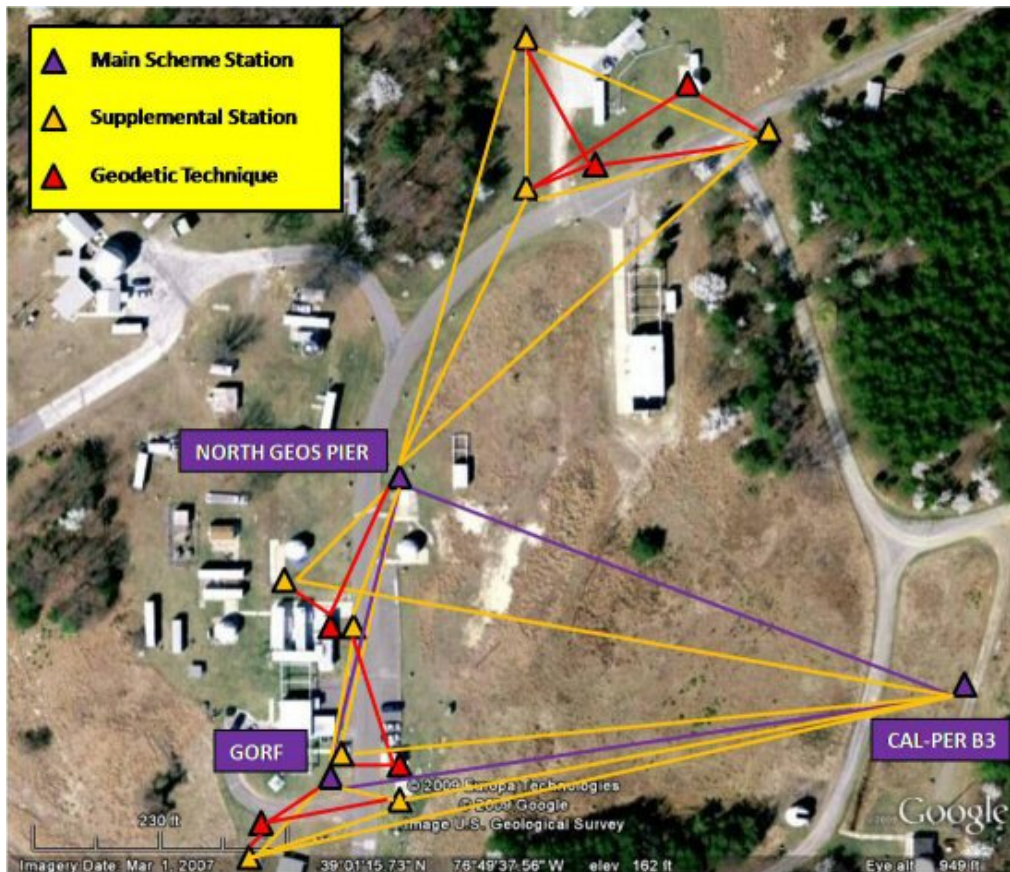 Main Scheme Station
Supplemental Station
Geodetic Technique
NORTH GEOS PIER
GORF
CAL-PER B3
© 2009 Europa Technologies
© 2009 Google
Image U.S. Geological Survey
©2009 Google
230 ft
Imagery Date: Mar 1, 2007 39°01'15.73" N 76°49'37.56" W elev 162 ft Eye alt 949 ft